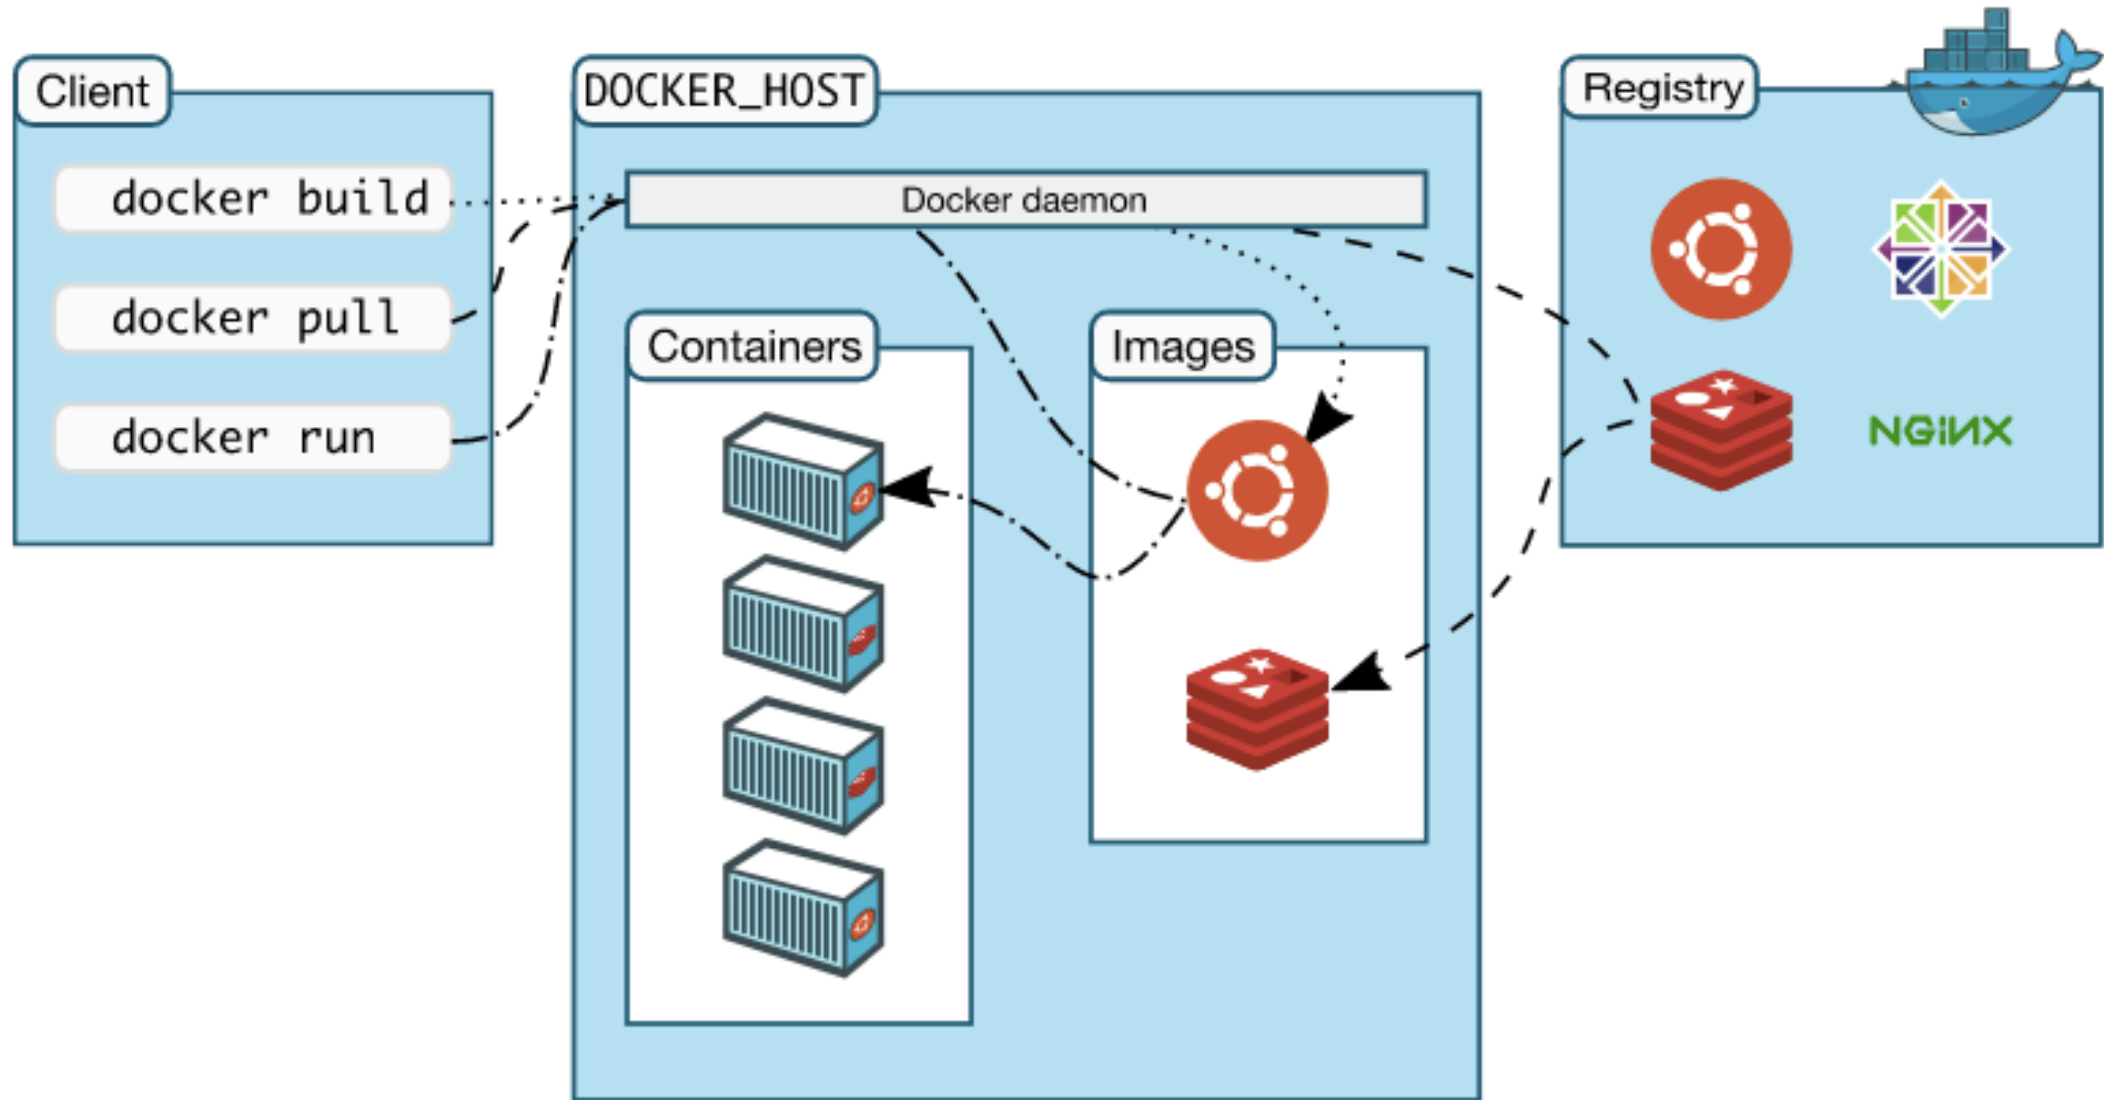 Client
docker build
docker pull
docker run
DOCKER_HOST
Docker daemon
Containers
Images
Registry
NGiNX